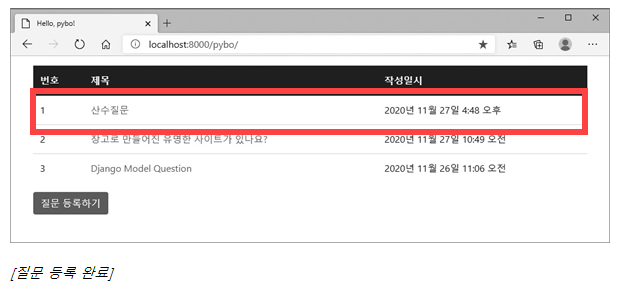 Hello, pybo!
localhost:8000/pybo/
번호 제목 작성일시
1 산수질문 2020년 11월 27일 4:48 오후
2 장고로 만들어진 유명한 사이트가 있나요? 2020년 11월 27일 10:49 오전
3 Django Model Question 2020년 11월 26일 11:06 오전
질문 등록하기
[질문 등록 완료]